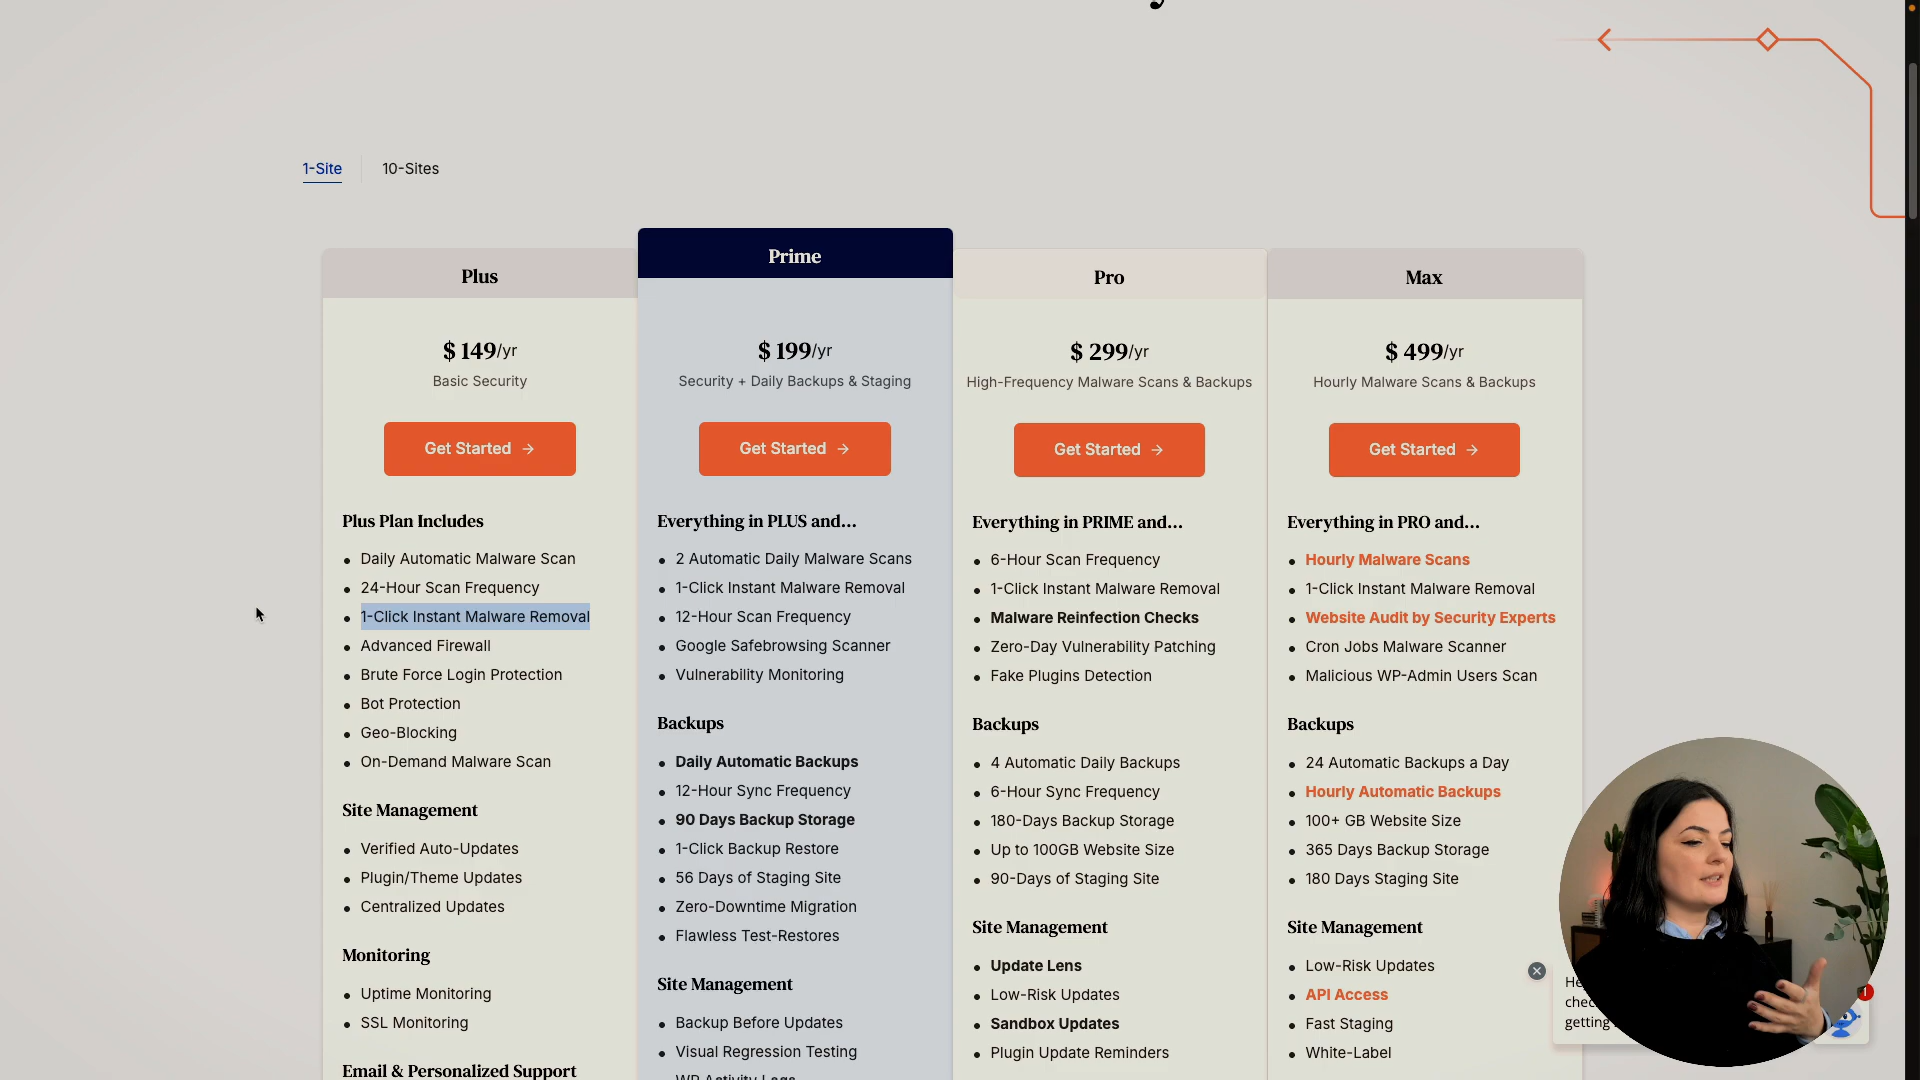 1-Site
10-Sites
Plus
$ 149/yr
Basic Security
Get Started →
Plus Plan Includes
Daily Automatic Malware Scan
24-Hour Scan Frequency
1-Click Instant Malware Removal
Advanced Firewall
Brute Force Login Protection
Bot Protection
Geo-Blocking
On-Demand Malware Scan
Site Management
Verified Auto-Updates
Plugin/Theme Updates
Centralized Updates
Monitoring
Uptime Monitoring
SSL Monitoring
Email & Personalized Support
Prime
$ 199/yr
Security + Daily Backups & Staging
Get Started →
Everything in PLUS and...
2 Automatic Daily Malware Scans
1-Click Instant Malware Removal
12-Hour Scan Frequency
Google Safebrowsing Scanner
Vulnerability Monitoring
Backups
Daily Automatic Backups
12-Hour Sync Frequency
90 Days Backup Storage
1-Click Backup Restore
56 Days of Staging Site
Zero-Downtime Migration
Flawless Test-Restores
Site Management
Backup Before Updates
Visual Regression Testing
WP Activity Logs
Pro
$ 299/yr
High-Frequency Malware Scans & Backups
Get Started →
Everything in PRIME and...
6-Hour Scan Frequency
1-Click Instant Malware Removal
Malware Reinfection Checks
Zero-Day Vulnerability Patching
Fake Plugins Detection
Backups
4 Automatic Daily Backups
6-Hour Sync Frequency
180-Days Backup Storage
Up to 100GB Website Size
90-Days of Staging Site
Site Management
Update Lens
Low-Risk Updates
Sandbox Updates
Plugin Update Reminders
Max
$ 499/yr
Hourly Malware Scans & Backups
Get Started →
Everything in PRO and...
Hourly Malware Scans
1-Click Instant Malware Removal
Website Audit by Security Experts
Cron Jobs Malware Scanner
Malicious WP-Admin Users Scan
Backups
24 Automatic Backups a Day
Hourly Automatic Backups
100+ GB Website Size
365 Days Backup Storage
180 Days Staging Site
Site Management
Low-Risk Updates
API Access
Fast Staging
White-Label
getting
1